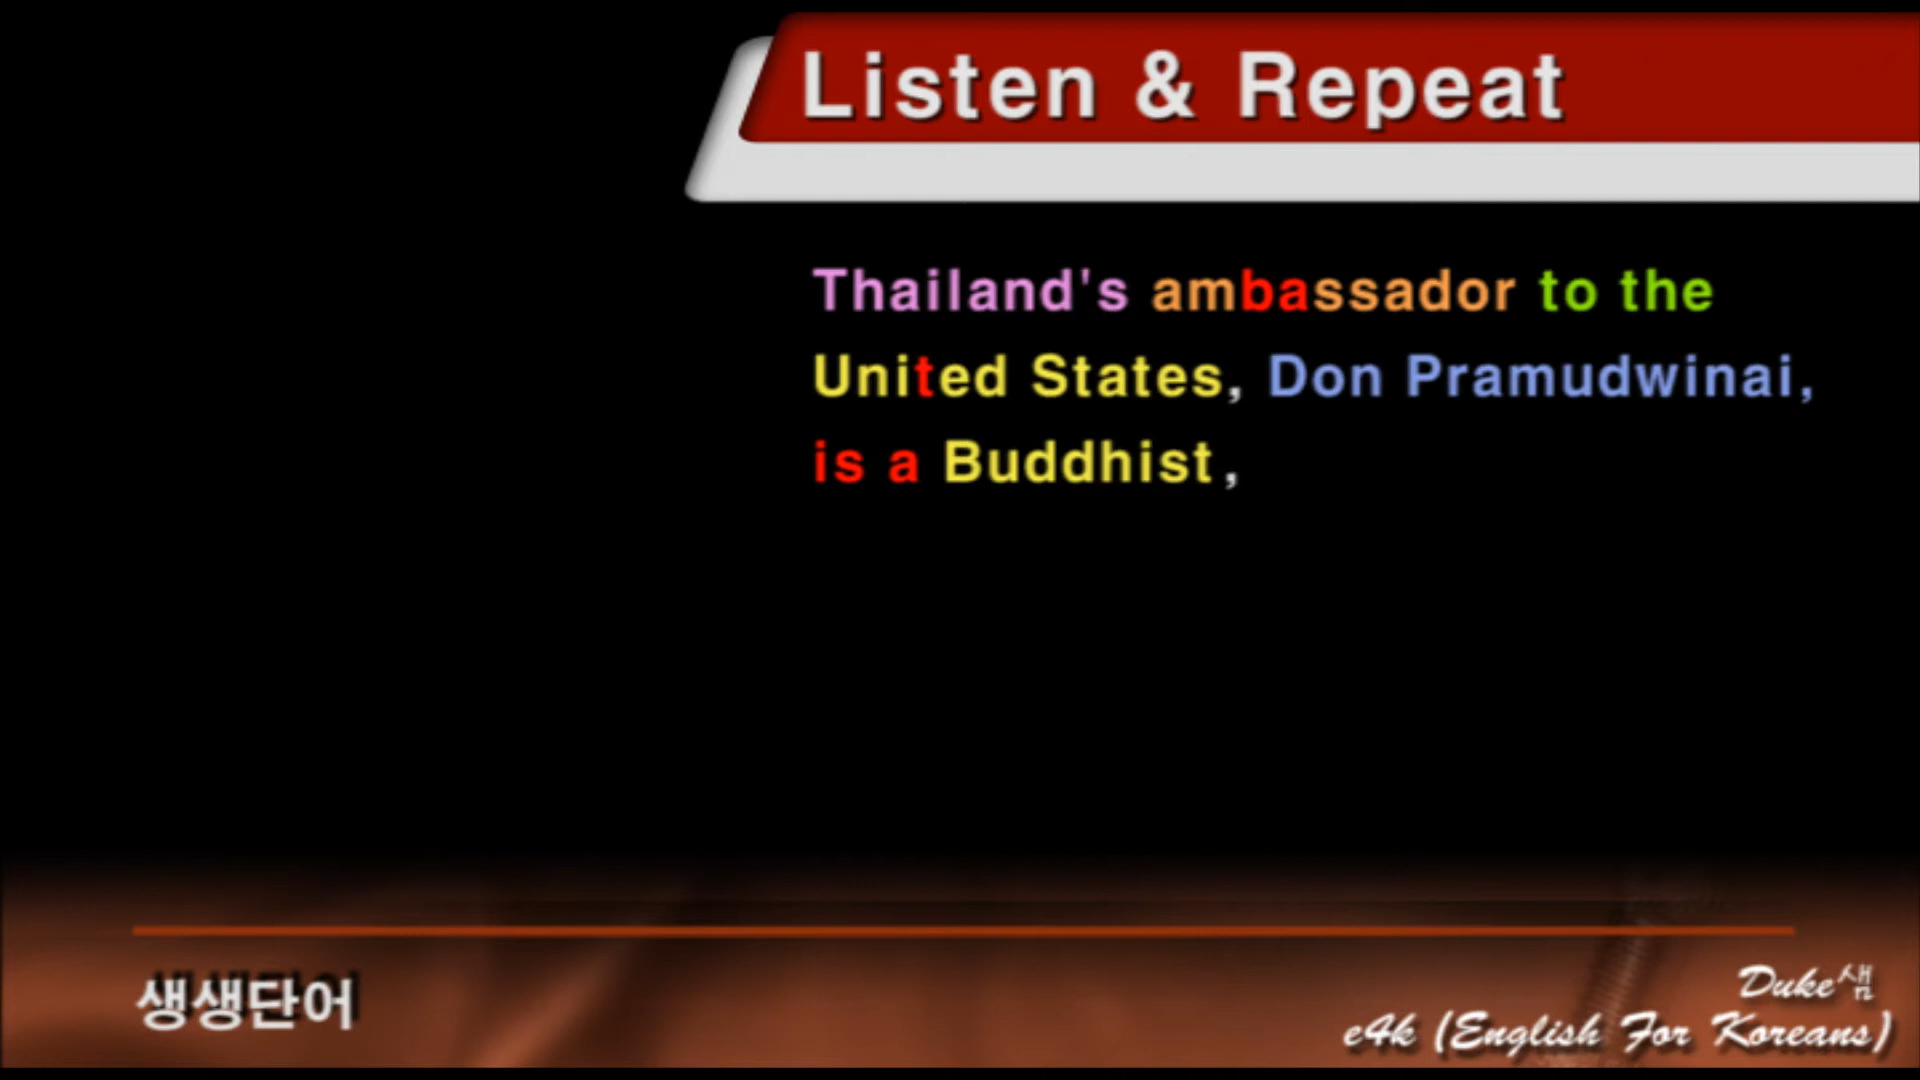 Listen & Repeat
Thailand's ambassador to the
United States, Don Pramudwinai,
is a Buddhist,
생생단어
Duke샘
e4k (English For Koreans)